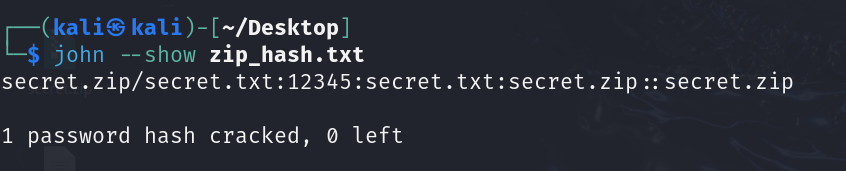 ┌──(kali㉿kali)-[~/Desktop]
└─$ john --show zip_hash.txt
secret.zip/secret.txt:12345:secret.txt:secret.zip::secret.zip
1 password hash cracked, 0 left